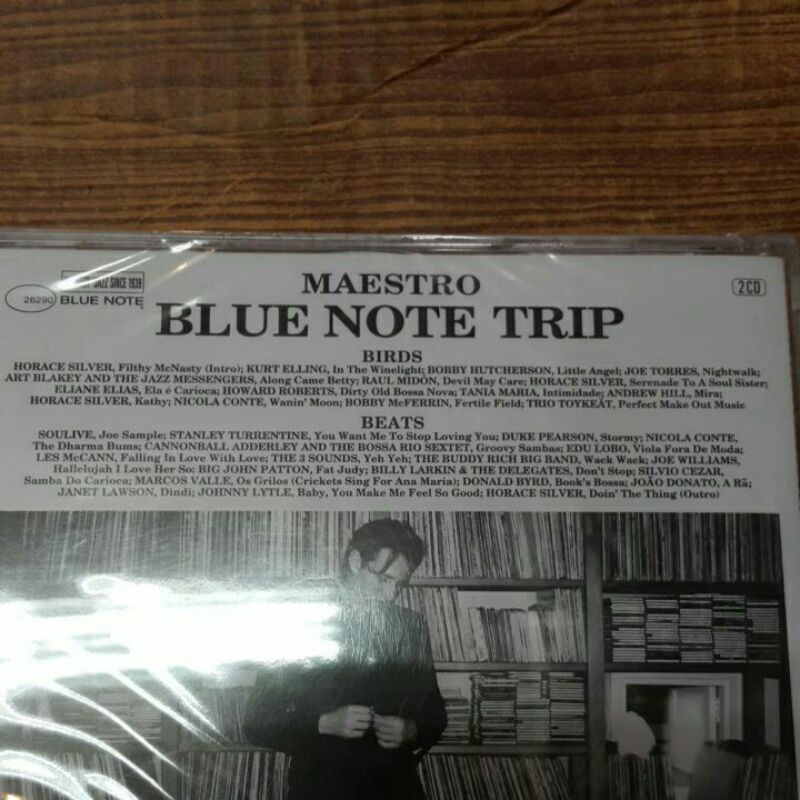 JAZZ SINCE 1939
26290 BLUE NOTE
MAESTRO
2CD
BLUE NOTE TRIP
BIRDS
HORACE SILVER, Filthy McNasty (Intro); KURT ELLING, In The Winelight; BOBBY HUTCHERSON, Little Angel; JOE TORRES, Nightwalk;
ART BLAKEY AND THE JAZZ MESSENGERS, Along Came Betty; RAUL MIDÓN, Devil May Care; HORACE SILVER, Serenade To A Soul Sister;
ELIANE ELIAS, Ela é Carioca; HOWARD ROBERTS, Dirty Old Bossa Nova; TANIA MARIA, Intimidade; ANDREW HILL, Mira;
HORACE SILVER, Kathy; NICOLA CONTE, Wanin' Moon; BOBBY McFERRIN, Fertile Field; TRIO TOYKEÄT, Perfect Make Out Music
BEATS
SOULIVE, Joe Sample; STANLEY TURRENTINE, You Want Me To Stop Loving You; DUKE PEARSON, Stormy; NICOLA CONTE,
The Dharma Bums; CANNONBALL ADDERLEY AND THE BOSSA RIO SEXTET, Groovy Sambas; EDU LOBO, Viola Fora De Moda;
LES McCANN, Falling In Love With Love; THE 3 SOUNDS, Yeh Yeh; THE BUDDY RICH BIG BAND, Wack Wack; JOE WILLIAMS,
Hallelujah I Love Her So; BIG JOHN PATTON, Fat Judy; BILLY LARKIN & THE DELEGATES, Don't Stop; SILVIO CEZAR,
Samba Do Carioca; MARCOS VALLE, Os Grilos (Crickets Sing For Ana Maria); DONALD BYRD, Book's Bossa; JOÃO DONATO, A Rã;
JANET LAWSON, Dindi; JOHNNY LYTLE, Baby, You Make Me Feel So Good; HORACE SILVER, Doin' The Thing (Outro)